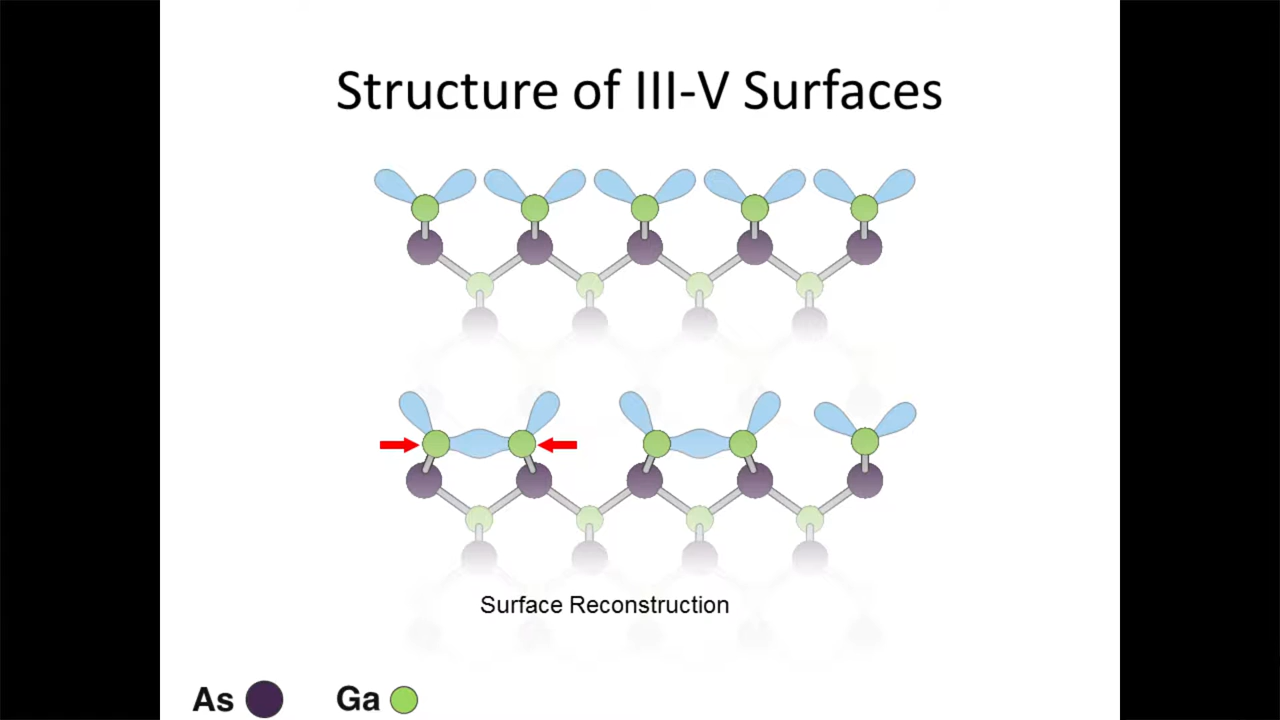 Structure of III-V Surfaces
Surface Reconstruction
As
Ga